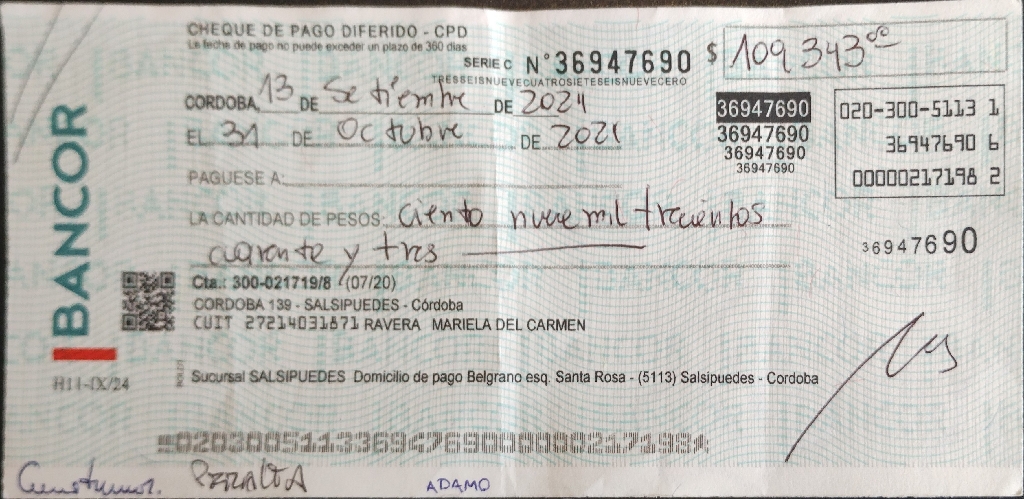 CHEQUE DE PAGO DIFERIDO - CPD
La fecha de pago no puede exceder un plazo de 360 días
SERIE C N° 36947690 $ 109 343 00
TRESSEISNUEVECUATROSIETESEISNUEVECERO
CORDOBA, 13 DE Setiembre DE 2021
EL 31 DE Octubre DE 2021
36947690
36947690
36947690
36947690
020-300-5113 1
36947690 6
00000217198 2
PAGUESE A:
LA CANTIDAD DE PESOS: Ciento nueve mil trecientos
cuarenta y tres
36947690
BANCOR
Cta.: 300-021719/8 (07/20)
CORDOBA 139 - SALSIPUEDES - Córdoba
CUIT 27214031871 RAVERA MARIELA DEL CARMEN
H11-IX/24
Sucursal SALSIPUEDES Domicilio de pago Belgrano esq. Santa Rosa - (5113) Salsipuedes - Cordoba
PERALTA
ADAMO